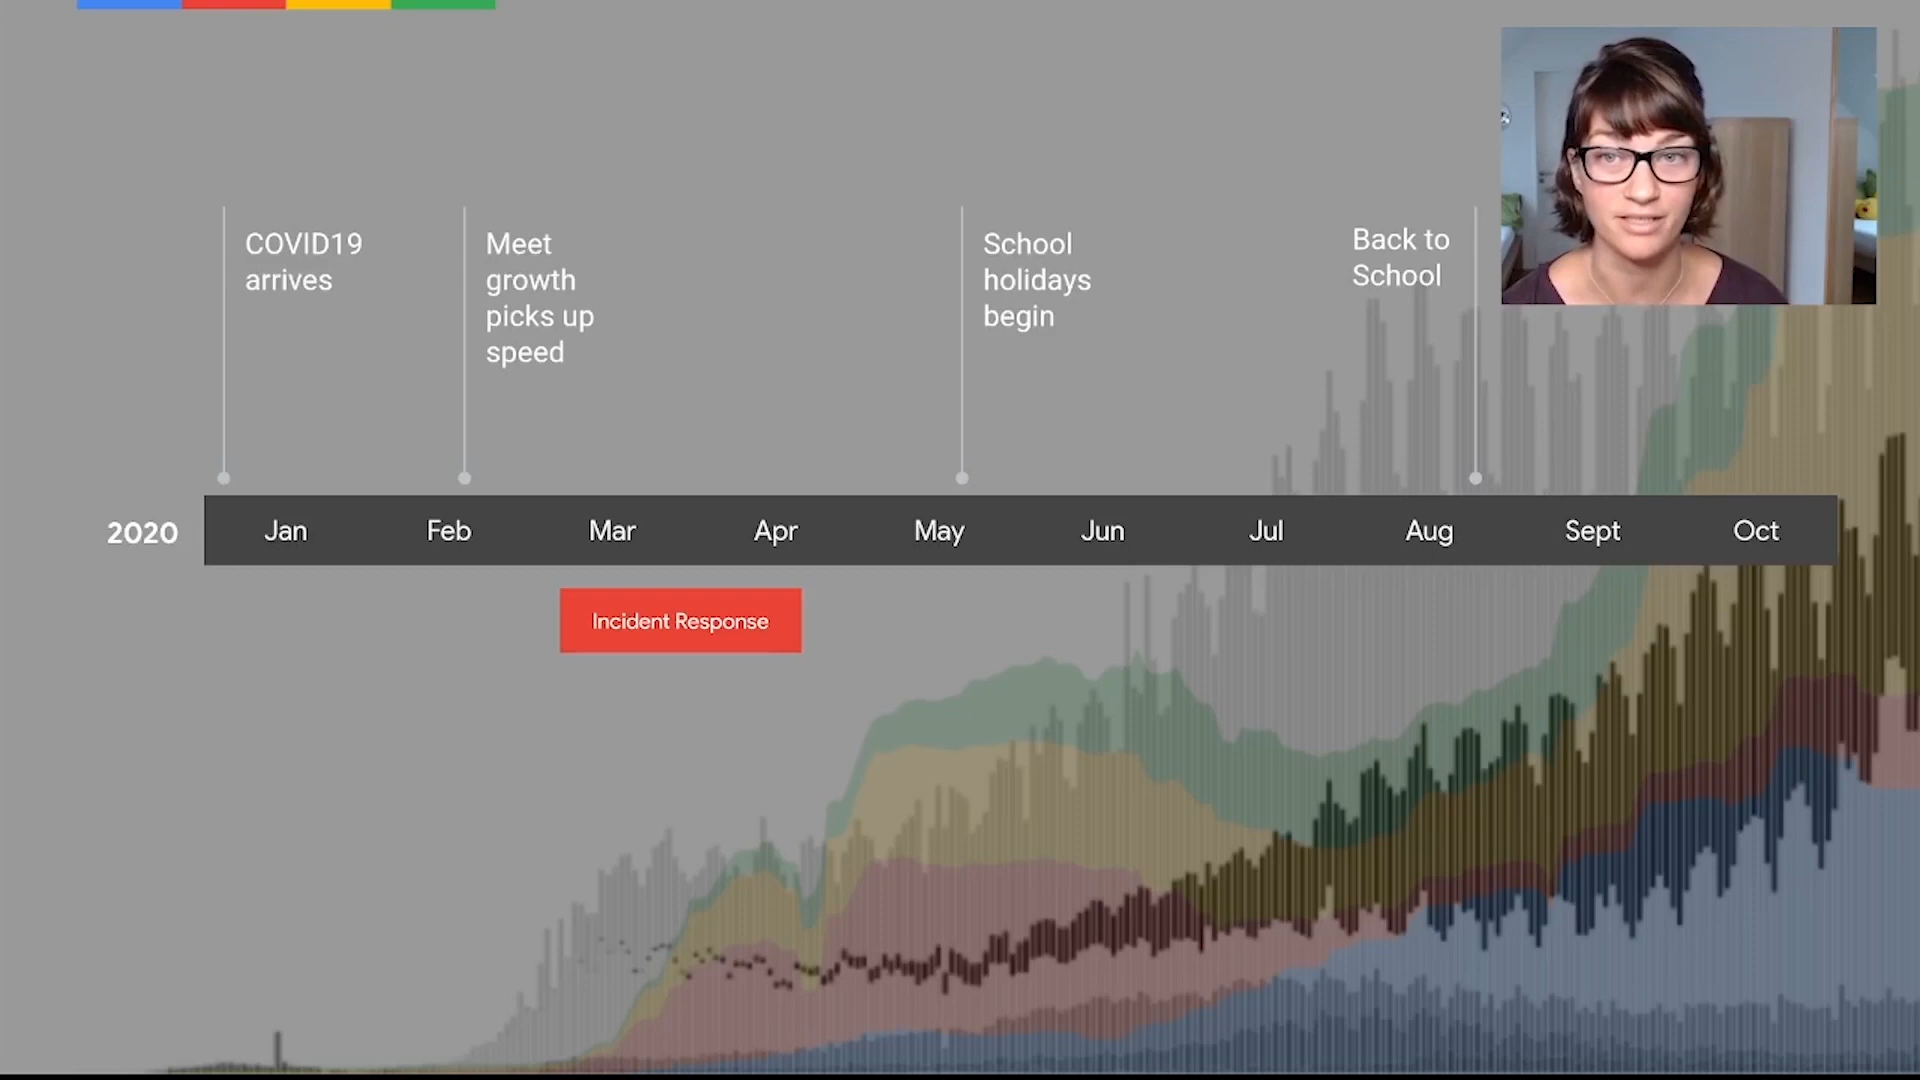 COVID19
arrives
Meet
growth
picks up
speed
School
holidays
begin
Back to
School
2020
Jan
Feb
Mar
Apr
May
Jun
Jul
Aug
Sept
Oct
Incident Response